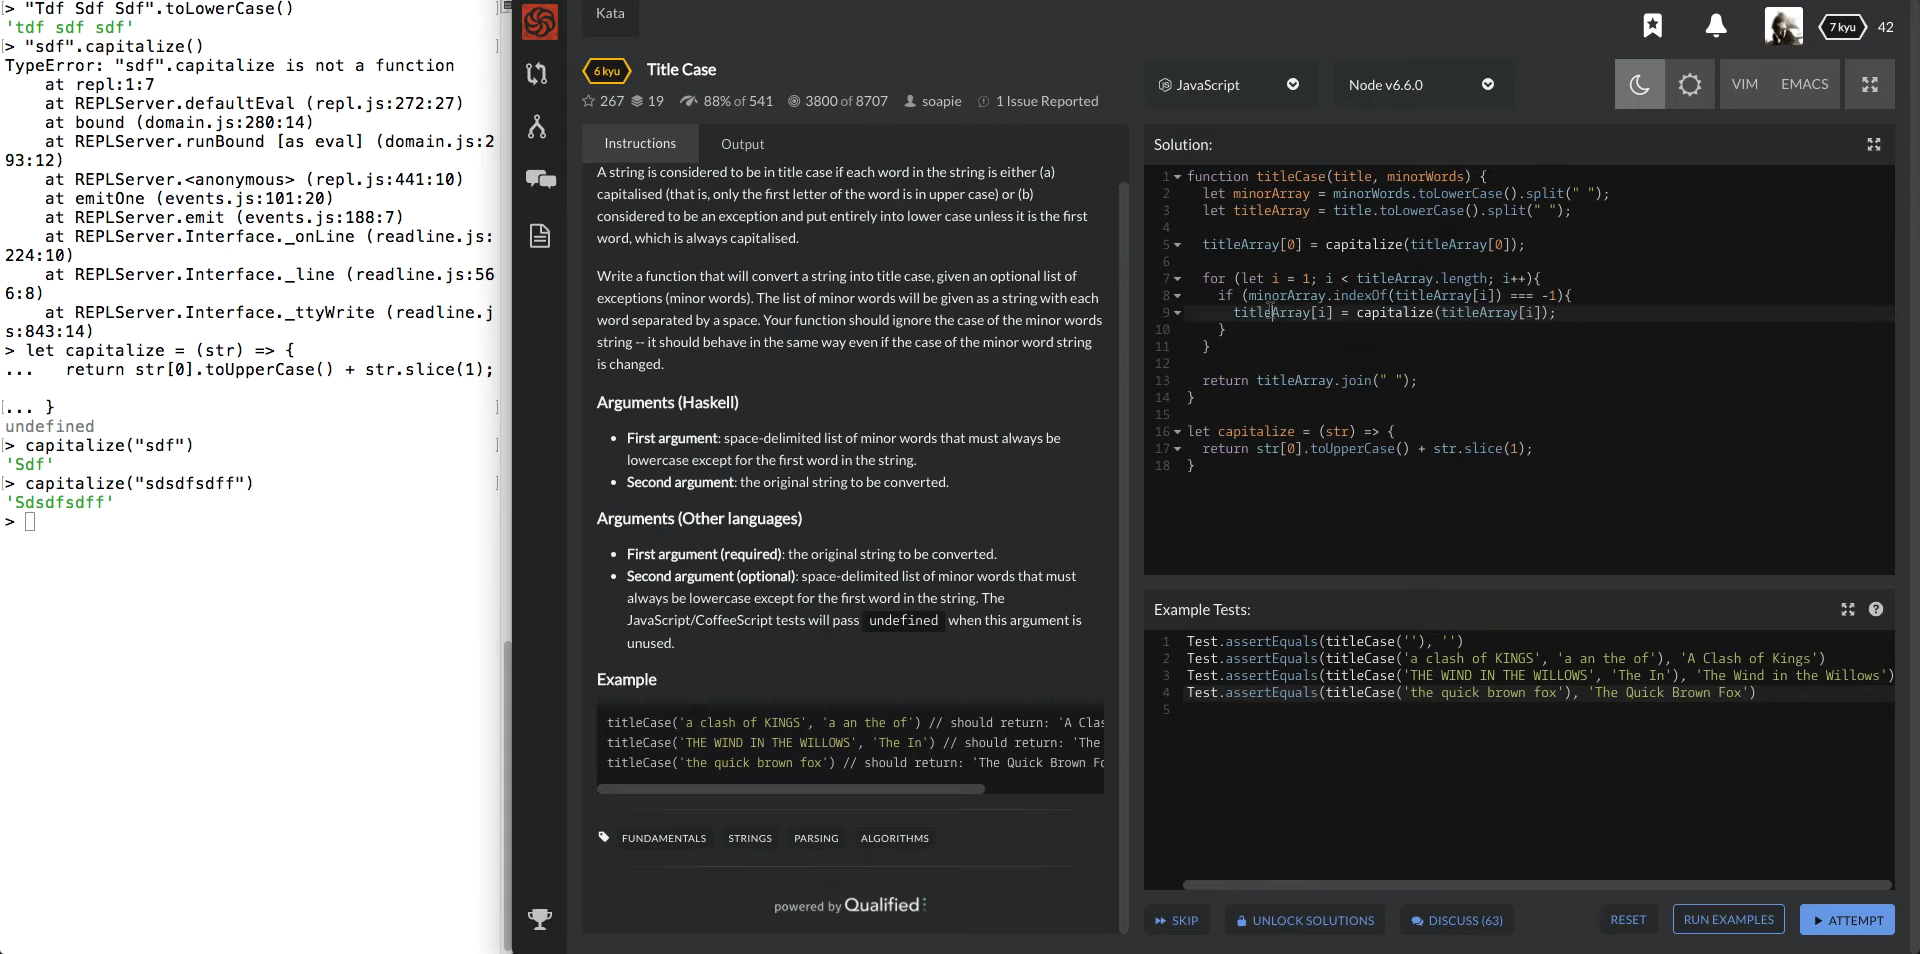 [> "Tdf Sdf Sdf".toLowerCase() ]
'tdf sdf sdf'
[> "sdf".capitalize() ]
TypeError: "sdf".capitalize is not a function
at repl:1:7
at REPLServer.defaultEval (repl.js:272:27)
at bound (domain.js:280:14)
at REPLServer.runBound [as eval] (domain.js:2
93:12)
at REPLServer.<anonymous> (repl.js:441:10)
at emitOne (events.js:101:20)
at REPLServer.emit (events.js:188:7)
at REPLServer.Interface._onLine (readline.js:
224:10)
at REPLServer.Interface._line (readline.js:56
6:8)
at REPLServer.Interface._ttyWrite (readline.j
s:843:14)
> let capitalize = (str) => {
... return str[0].toUpperCase() + str.slice(1);
[... } ]
undefined
[> capitalize("sdf") ]
'Sdf'
[> capitalize("sdsdfsdff") ]
'Sdsdfsdff'
>
Kata
7 kyu 42
6 kyu Title Case
267 19 88% of 541 3800 of 8707 soapie 1 Issue Reported
Instructions Output
A string is considered to be in title case if each word in the string is either (a)
capitalised (that is, only the first letter of the word is in upper case) or (b)
considered to be an exception and put entirely into lower case unless it is the first
word, which is always capitalised.
Write a function that will convert a string into title case, given an optional list of
exceptions (minor words). The list of minor words will be given as a string with each
word separated by a space. Your function should ignore the case of the minor words
string -- it should behave in the same way even if the case of the minor word string
is changed.
Arguments (Haskell)
• First argument: space-delimited list of minor words that must always be
lowercase except for the first word in the string.
• Second argument: the original string to be converted.
Arguments (Other languages)
• First argument (required): the original string to be converted.
• Second argument (optional): space-delimited list of minor words that must
always be lowercase except for the first word in the string. The
JavaScript/CoffeeScript tests will pass undefined when this argument is
unused.
Example
titleCase('a clash of KINGS', 'a an the of') // should return: 'A Clas
titleCase('THE WIND IN THE WILLOWS', 'The In') // should return: 'The
titleCase('the quick brown fox') // should return: 'The Quick Brown Fo
FUNDAMENTALS STRINGS PARSING ALGORITHMS
powered by Qualified
JavaScript Node v6.6.0 VIM EMACS
Solution:
1 function titleCase(title, minorWords) {
2 let minorArray = minorWords.toLowerCase().split(" ");
3 let titleArray = title.toLowerCase().split(" ");
4
5 titleArray[0] = capitalize(titleArray[0]);
6
7 for (let i = 1; i < titleArray.length; i++){
8 if (minorArray.indexOf(titleArray[i]) === -1){
9 titleArray[i] = capitalize(titleArray[i]);
10 }
11 }
12
13 return titleArray.join(" ");
14 }
15
16 let capitalize = (str) => {
17 return str[0].toUpperCase() + str.slice(1);
18 }
Example Tests: ?
1 Test.assertEquals(titleCase(''), '')
2 Test.assertEquals(titleCase('a clash of KINGS', 'a an the of'), 'A Clash of Kings')
3 Test.assertEquals(titleCase('THE WIND IN THE WILLOWS', 'The In'), 'The Wind in the Willows')
4 Test.assertEquals(titleCase('the quick brown fox'), 'The Quick Brown Fox')
5
SKIP UNLOCK SOLUTIONS DISCUSS (63) RESET RUN EXAMPLES ATTEMPT